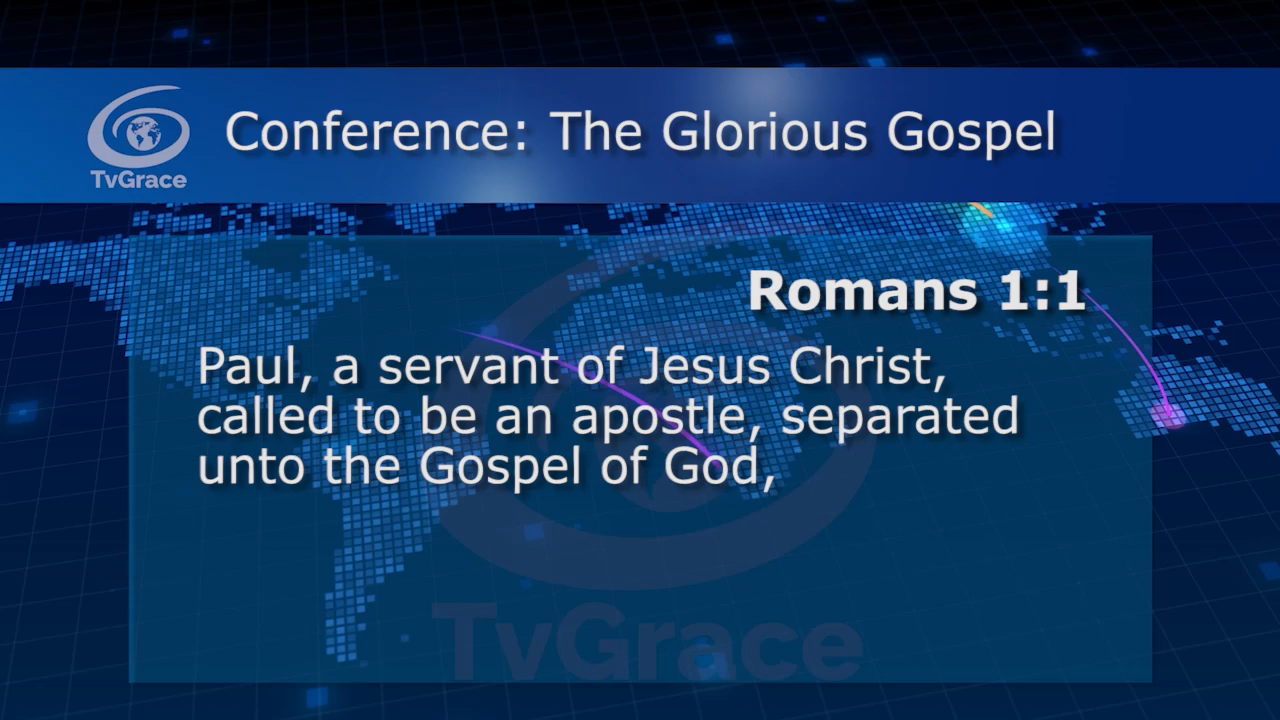 Conference: The Glorious Gospel
TvGrace
Romans 1:1
Paul, a servant of Jesus Christ,
called to be an apostle, separated
unto the Gospel of God,
TvGrace